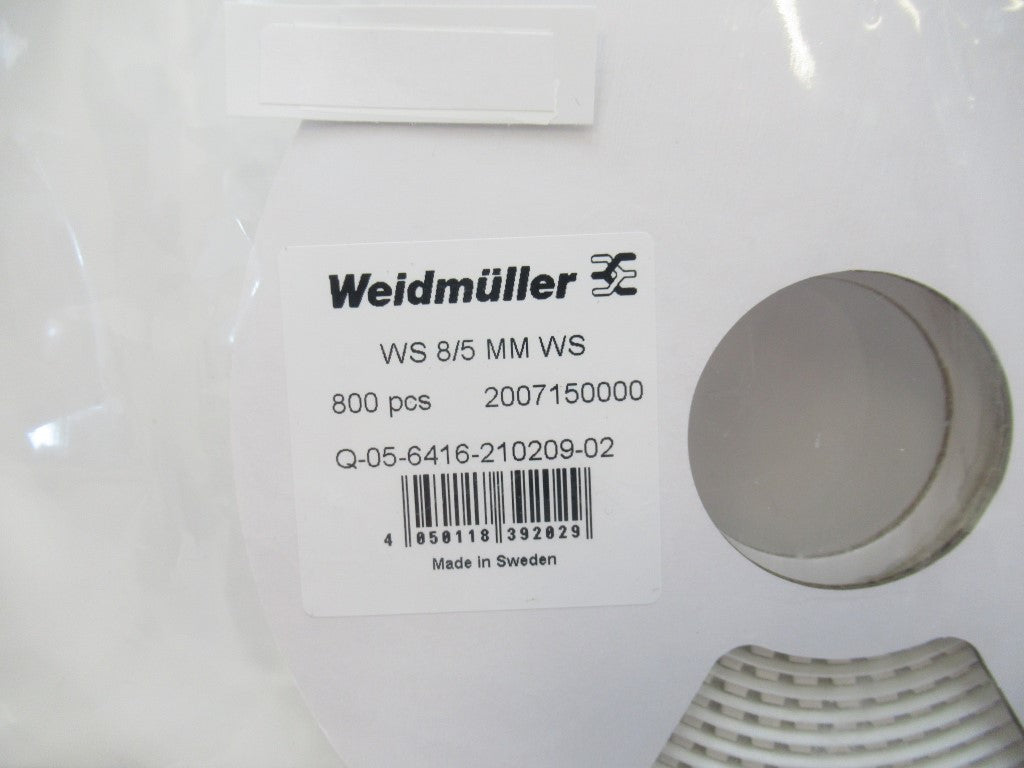 Weidmüller
WS 8/5 MM WS
800 pcs 2007150000
Q-05-6416-210209-02
4 050118 392029
Made in Sweden